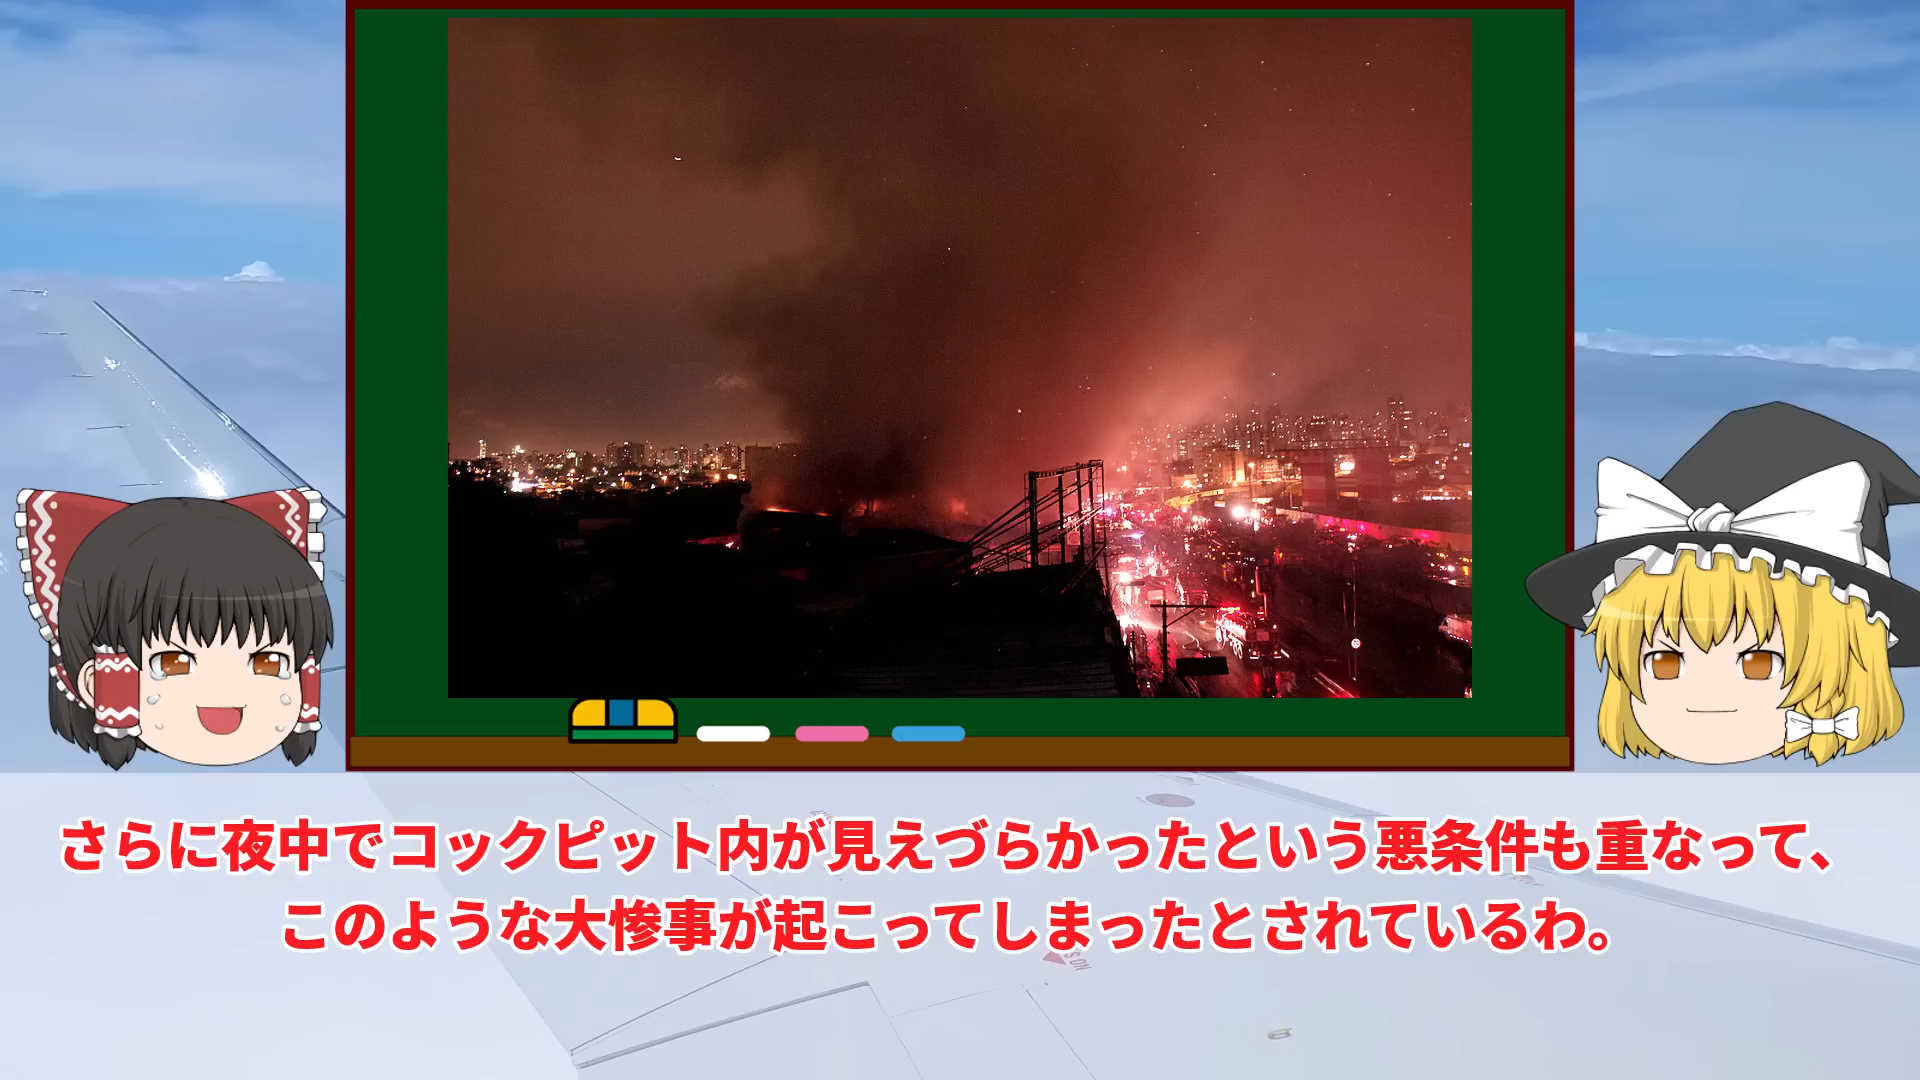 さらに夜中でコックピット内が見えづらかったという悪条件も重なって、
このような大惨事が起こってしまったとされているわ。